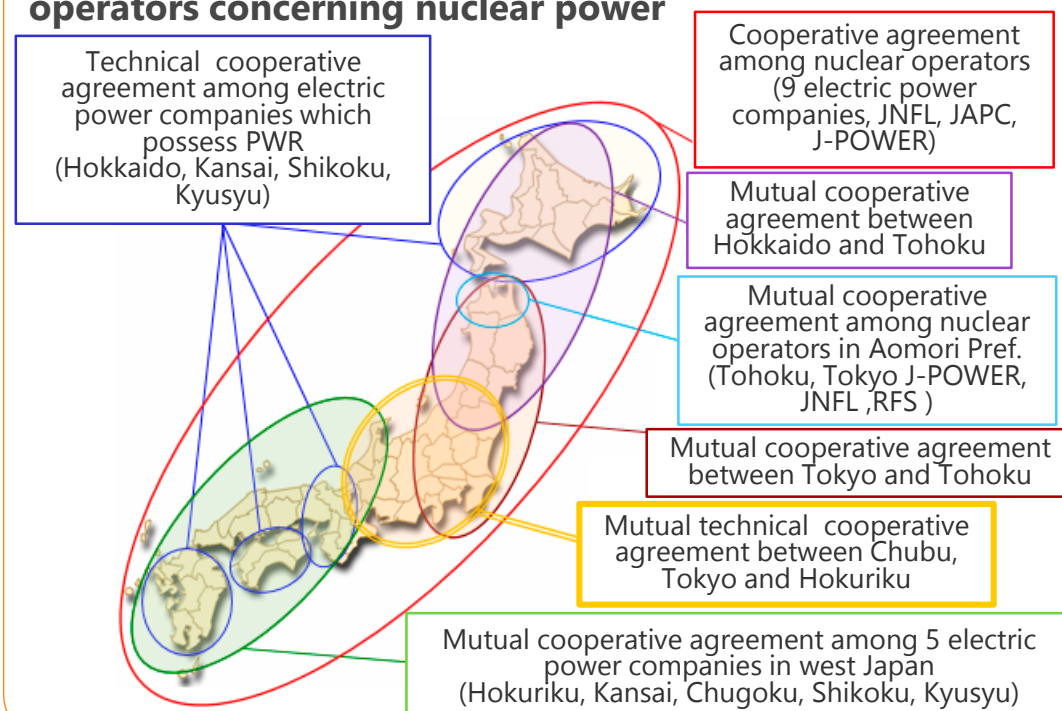 operators concerning nuclear power
Technical cooperative
agreement among electric
power companies which
possess PWR
(Hokkaido, Kansai, Shikoku,
Kyusyu)
Cooperative agreement
among nuclear operators
(9 electric power
companies, JNFL, JAPC,
J-POWER)
Mutual cooperative
agreement between
Hokkaido and Tohoku
Mutual cooperative
agreement among nuclear
operators in Aomori Pref.
(Tohoku, Tokyo J-POWER,
JNFL ,RFS )
Mutual cooperative agreement
between Tokyo and Tohoku
Mutual technical cooperative
agreement between Chubu,
Tokyo and Hokuriku
Mutual cooperative agreement among 5 electric
power companies in west Japan
(Hokuriku, Kansai, Chugoku, Shikoku, Kyusyu)